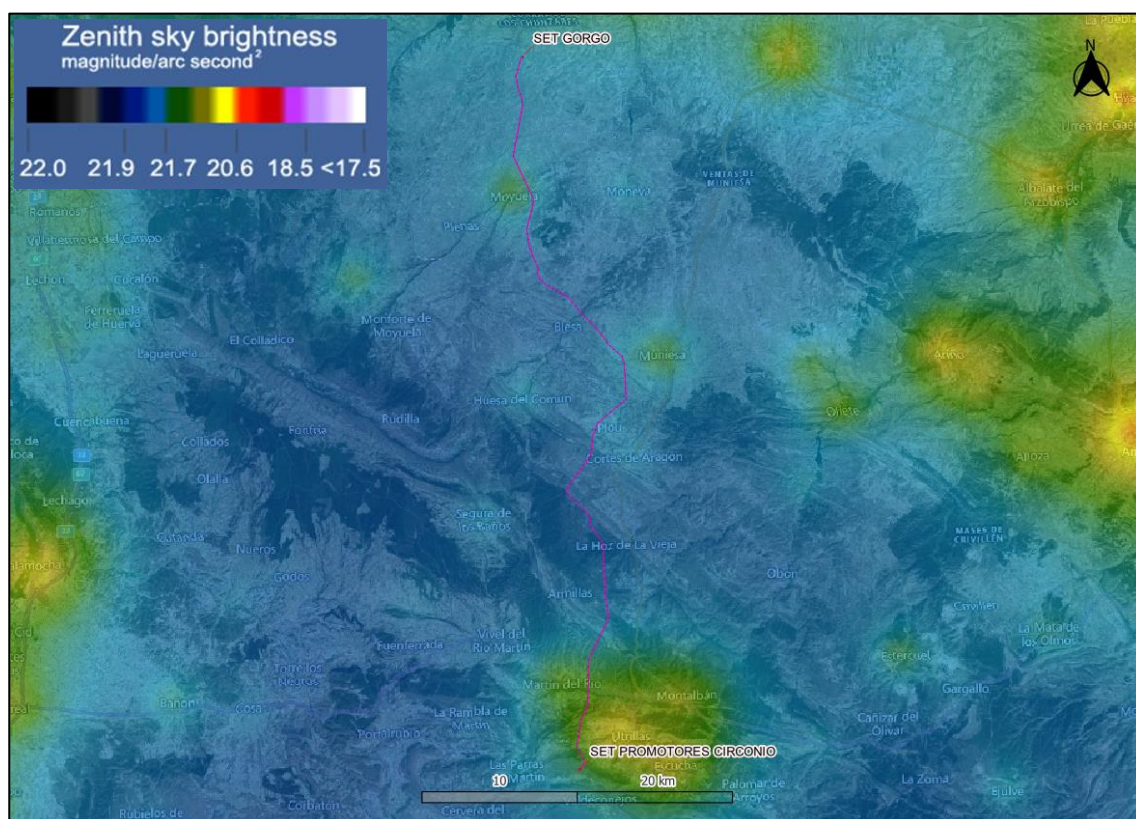 Zenith sky brightness
magnitude/arc second²
22.0 21.9 21.7 20.6 18.5 <17.5
SET GORGO
N
La Puebla
Urrea de Gaén
VENTAS DE
MUNIESA
Albalate del
Arzobispo
Moyuela
Moneva
Romanos
Plenas
Villahermosa del Campo
Lechón
Cucalón
Ferreruela
de Huerva
Monforte de
Moyuela
Blesa
El Colladico
Lagueruela
Muniesa
Ariño
Huesa del Común
Oliete
Rudilla
Cuencabuena
Fonfría
Plou
Collados
Cortes de Aragón
Alloza
Olalla
Lechago
Segura de
los Baños
MASES DE
CRIVILLÉN
Cutanda
Nueros
La Hoz de La Vieja
Godos
Obón
Armillas
Crivillén
La Mata de
los Olmos
Vivel del
Río Martín
Fuenferrada
Estercuel
Torre los
Negros
Martín del Río
Montalbán
Gargallo
Bañón
Cosa
La Rambla de
Martín
Cañizar del
Olivar
Portalrubio
Utrillas
SET PROMOTORES CIRCONIO
Escucha
Las Parras
Martín
La Zoma
Palomar de
Arroyos
10 20 km
Ejulve
Corbatón
Rubielos de
Cervera del